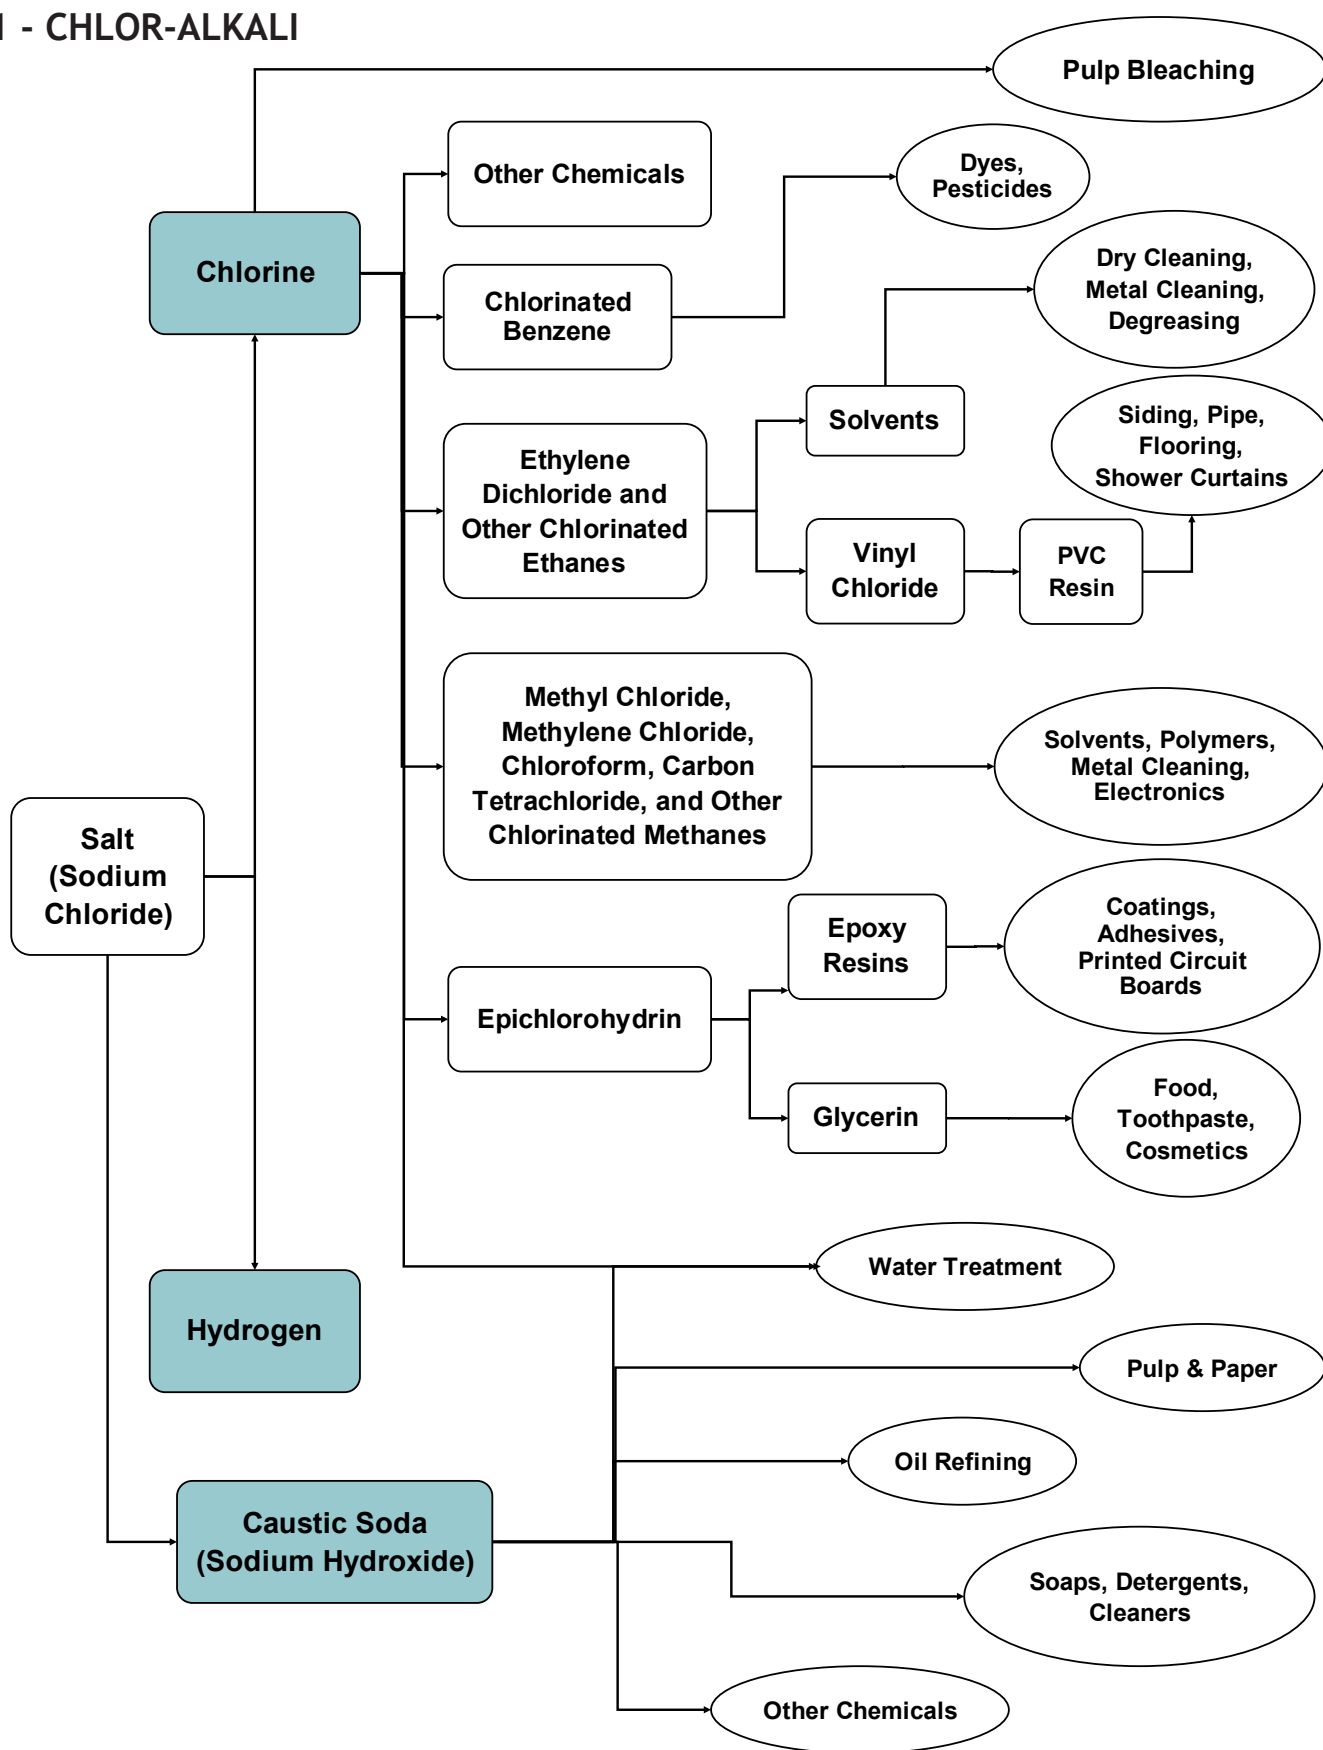 1 - CHLOR-ALKALI
Pulp Bleaching
Other Chemicals
Dyes,
Pesticides
Chlorine
Chlorinated
Benzene
Dry Cleaning,
Metal Cleaning,
Degreasing
Ethylene
Dichloride and
Other Chlorinated
Ethanes
Solvents
Siding, Pipe,
Flooring,
Shower Curtains
Vinyl
Chloride
PVC
Resin
Methyl Chloride,
Methylene Chloride,
Chloroform, Carbon
Tetrachloride, and Other
Chlorinated Methanes
Solvents, Polymers,
Metal Cleaning,
Electronics
Salt
(Sodium
Chloride)
Epichlorohydrin
Epoxy
Resins
Coatings,
Adhesives,
Printed Circuit
Boards
Glycerin
Food,
Toothpaste,
Cosmetics
Water Treatment
Hydrogen
Pulp & Paper
Oil Refining
Caustic Soda
(Sodium Hydroxide)
Soaps, Detergents,
Cleaners
Other Chemicals